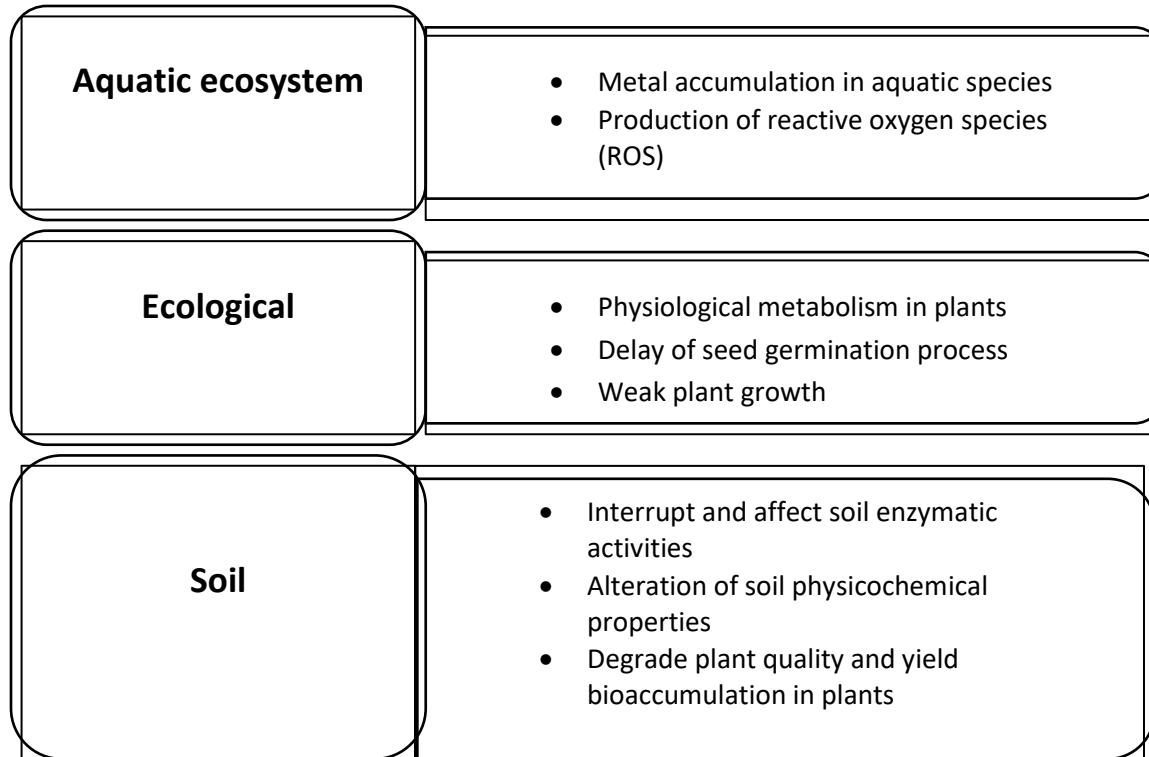 Aquatic ecosystem
• Metal accumulation in aquatic species
• Production of reactive oxygen species
(ROS)
Ecological
• Physiological metabolism in plants
• Delay of seed germination process
• Weak plant growth
Soil
• Interrupt and affect soil enzymatic
activities
• Alteration of soil physicochemical
properties
• Degrade plant quality and yield
bioaccumulation in plants